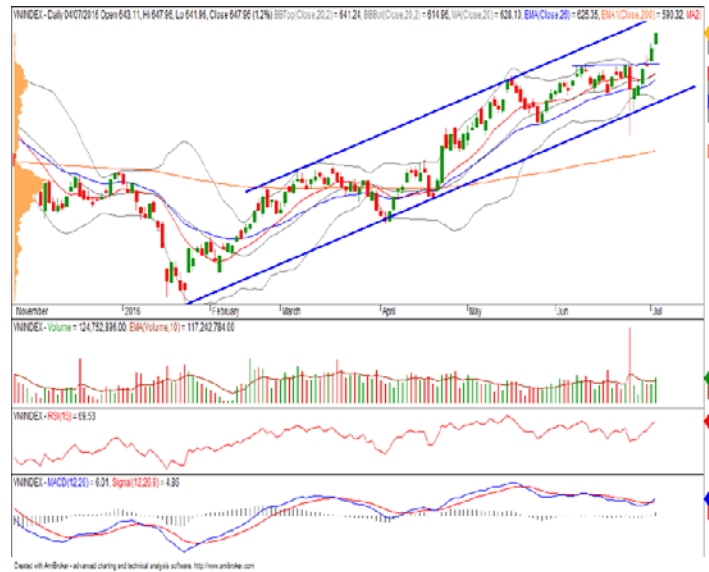 VNINDEX - Daily 04/07/2016 Open 643.11, Hi 647.96, Lo 641.96, Close 647.96 (1.2%) BBTop(Close,20,2) = 641.24, BBBot(Close,20,2) = 614.96, MA(Close,20) = 628.10, EMA(Close,26) = 625.35, EMA1(Close,200) = 590.32, MA2(
November 2016 February March April May Jun Jul
VNINDEX - Volume = 124,752,896.00, EMA(Volume,10) = 117,242,784.00
VNINDEX - RSI(15) = 69.53
VNINDEX - MACD(12,26) = 6.01, Signal(12,26,9) = 4.86
Created with AmiBroker - advanced charting and technical analysis software. http://www.amibroker.com